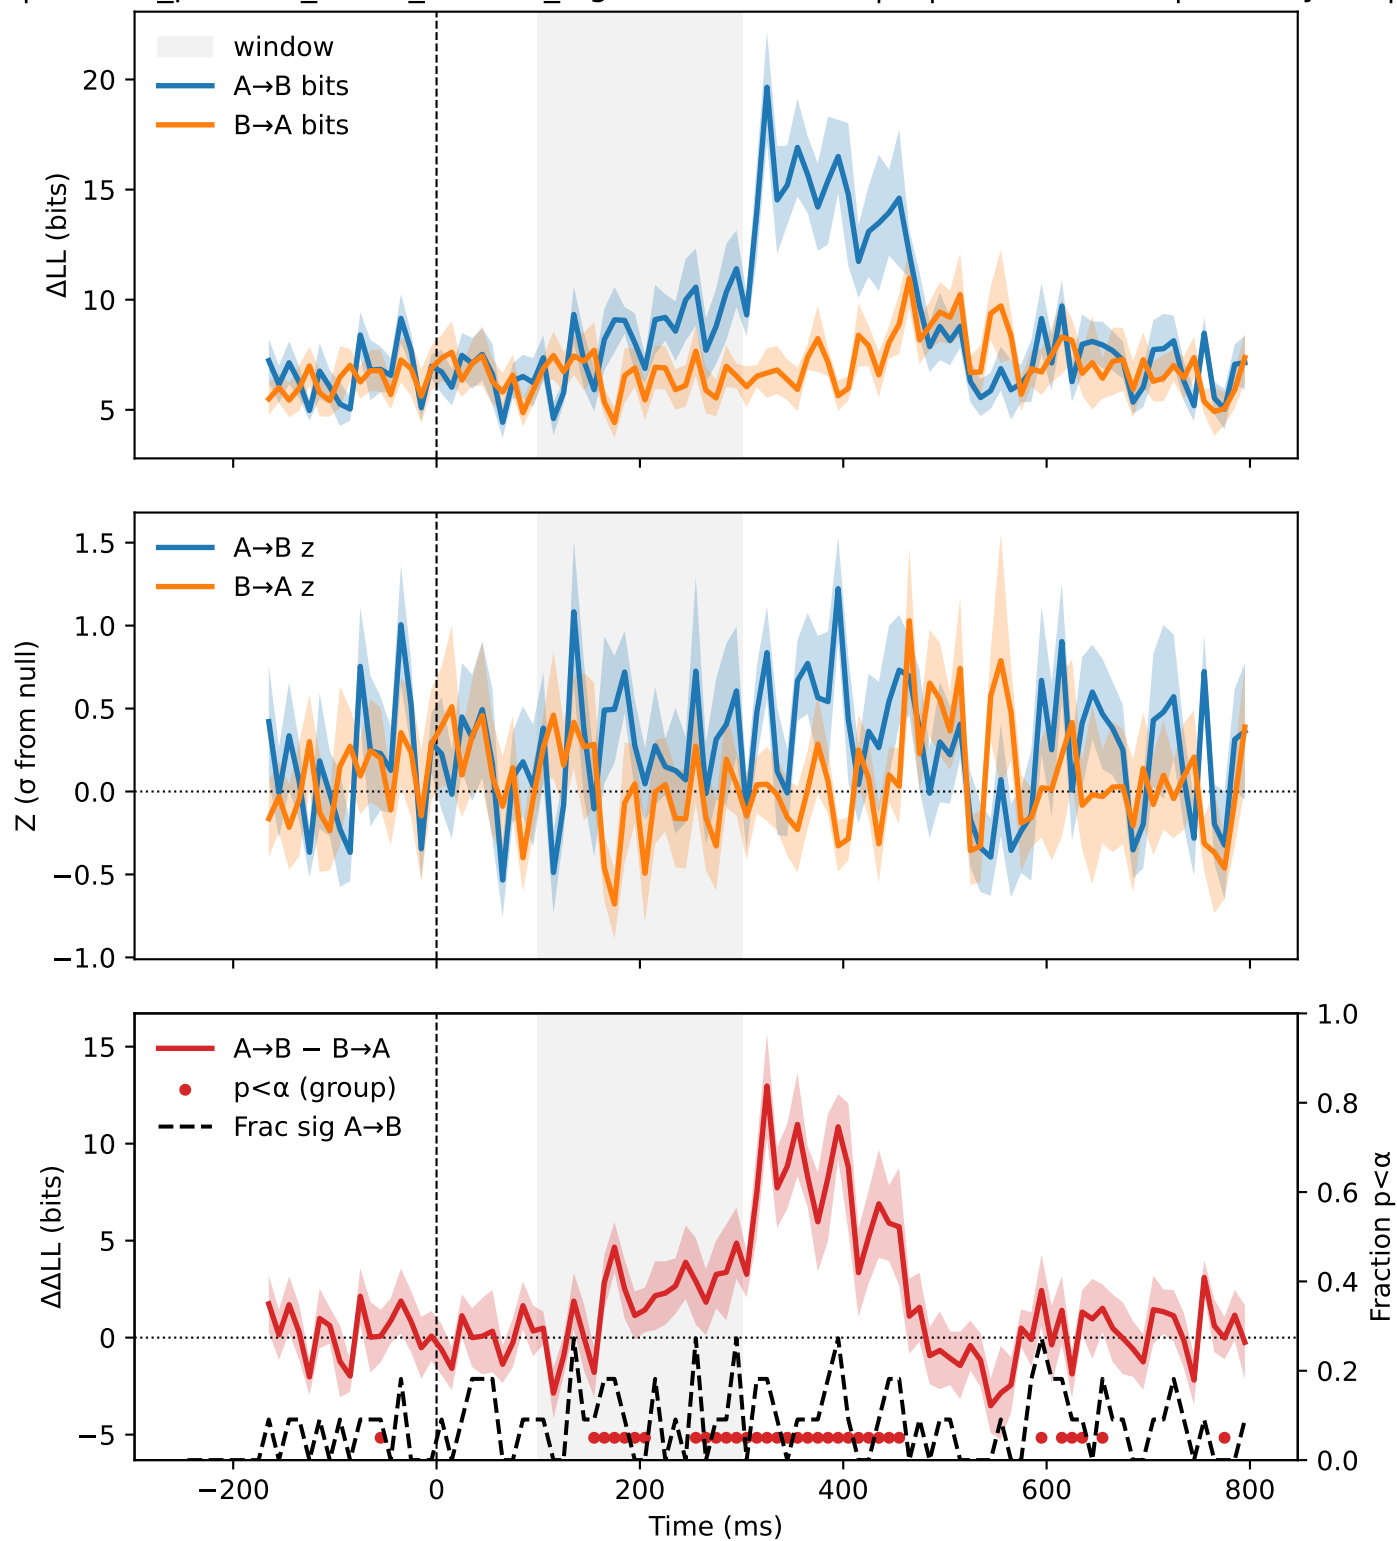 window
A→B bits
B→A bits
20
15
10
5
ΔLL (bits)
A→B z
B→A z
1.5
1.0
0.5
0.0
−0.5
−1.0
Z (σ from null)
A→B − B→A
p<α (group)
Frac sig A→B
15
10
5
0
−5
ΔΔLL (bits)
1.0
0.8
0.6
0.4
0.2
0.0
Fraction p<α
−200
0
200
400
600
800
Time (ms)